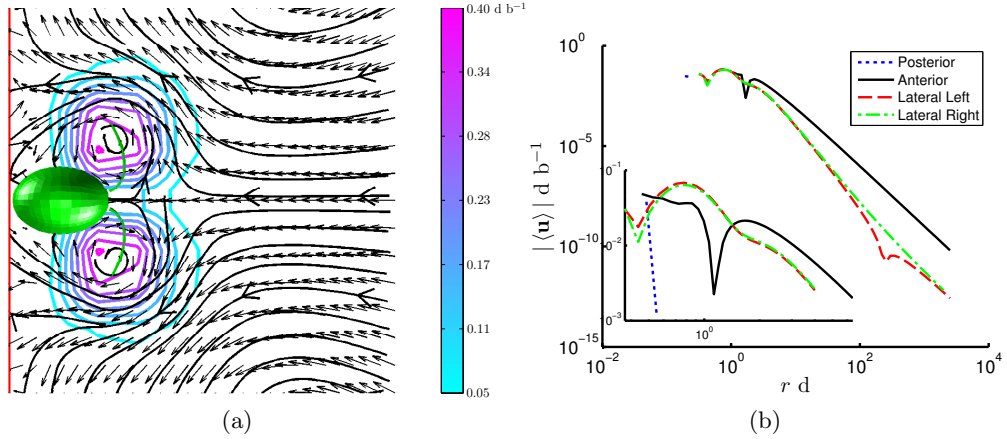 0.40 d b⁻¹
0.34
0.28
0.23
0.17
0.11
0.05
(a)
10⁰
10⁻⁵
10⁻¹⁰
10⁻¹⁵
| ⟨u⟩ | d b⁻¹
Posterior
Anterior
Lateral Left
Lateral Right
10⁻¹
10⁻²
10⁻³
10⁰
10⁻²
10⁰
10²
10⁴
r d
(b)